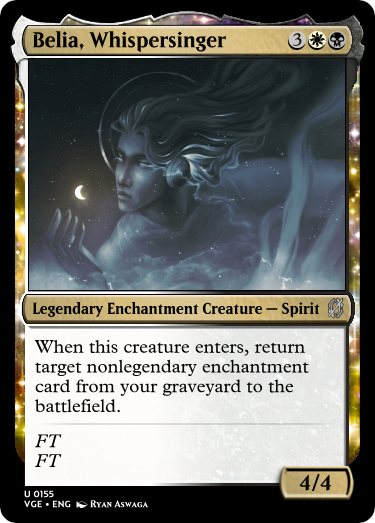 Belia, Whispersinger 3
Legendary Enchantment Creature — Spirit
When this creature enters, return
target nonlegendary enchantment
card from your graveyard to the
battlefield.
FT
FT
4/4
U 0155
VGE • ENG Ryan Aswaga